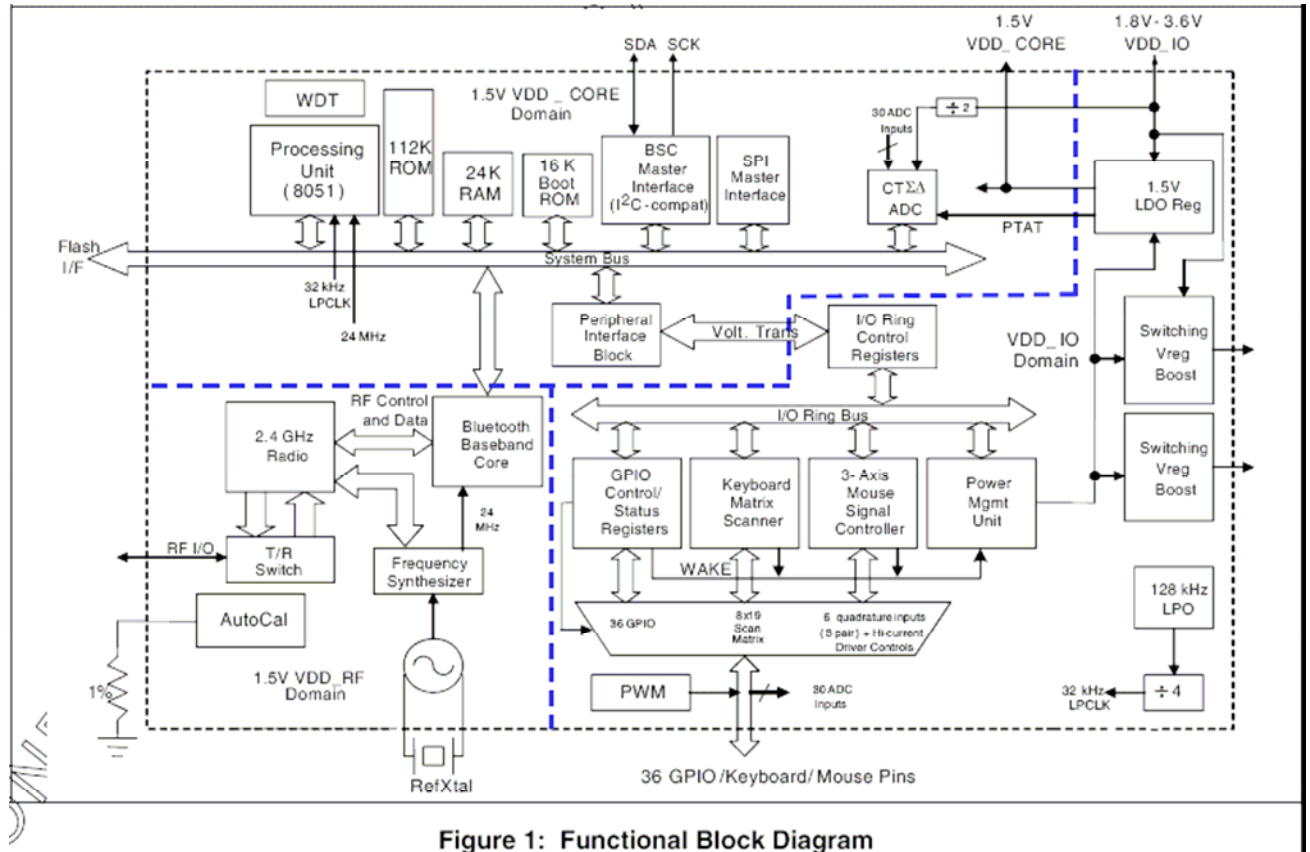 1.5V
VDD_CORE
1.8V-3.6V
VDD_IO
SDA SCK
WDT
Processing
Unit
(8051)
112K
ROM
24K
RAM
16 K
Boot
ROM
1.5V VDD _ CORE
Domain
BSC
Master
Interface
(I²C-compat)
SPI
Master
Interface
30 ADC
Inputs
÷ 2
CTΣΔ
ADC
PTAT
1.5V
LDO Reg
Flash
I/F
System Bus
32 kHz
LPCLK
24 MHz
Peripheral
Interface
Block
Volt. Trans
I/O Ring
Control
Registers
VDD_IO
Domain
Switching
Vreg
Boost
Switching
Vreg
Boost
2.4 GHz
Radio
RF Control
and Data
Bluetooth
Baseband
Core
I/O Ring Bus
GPIO
Control/
Status
Registers
Keyboard
Matrix
Scanner
3- Axis
Mouse
Signal
Controller
Power
Mgmt
Unit
24
MHz
RF I/O
T/R
Switch
Frequency
Synthesizer
WAKE
AutoCal
1%
1.5V VDD_RF
Domain
RefXtal
36 GPIO
8x19
Scan
Matrix
6 quadrature inputs
(3 pair) + Hi-current
Driver Controls
PWM
30 ADC
Inputs
128 kHz
LPO
32 kHz
LPCLK
÷ 4
36 GPIO /Keyboard/ Mouse Pins
Figure 1: Functional Block Diagram